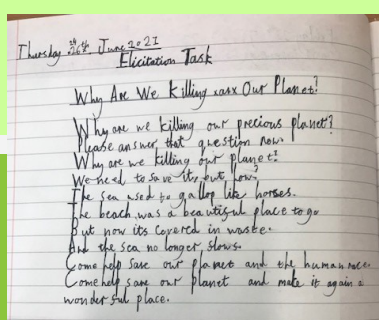 Thursday 24th June 2021
Elicitation Task
Why Are We Killing Our Planet?
Why are we killing our precious planet?
Please answer that question now.
Why are we killing our planet?
We need to save it, but how?
The sea used to gallop like horses.
The beach was a beautiful place to go
But now its covered in waste.
And the sea no longer flows.
Come help save our planet and the human race.
Come help save our planet and make it again a
wonderful place.